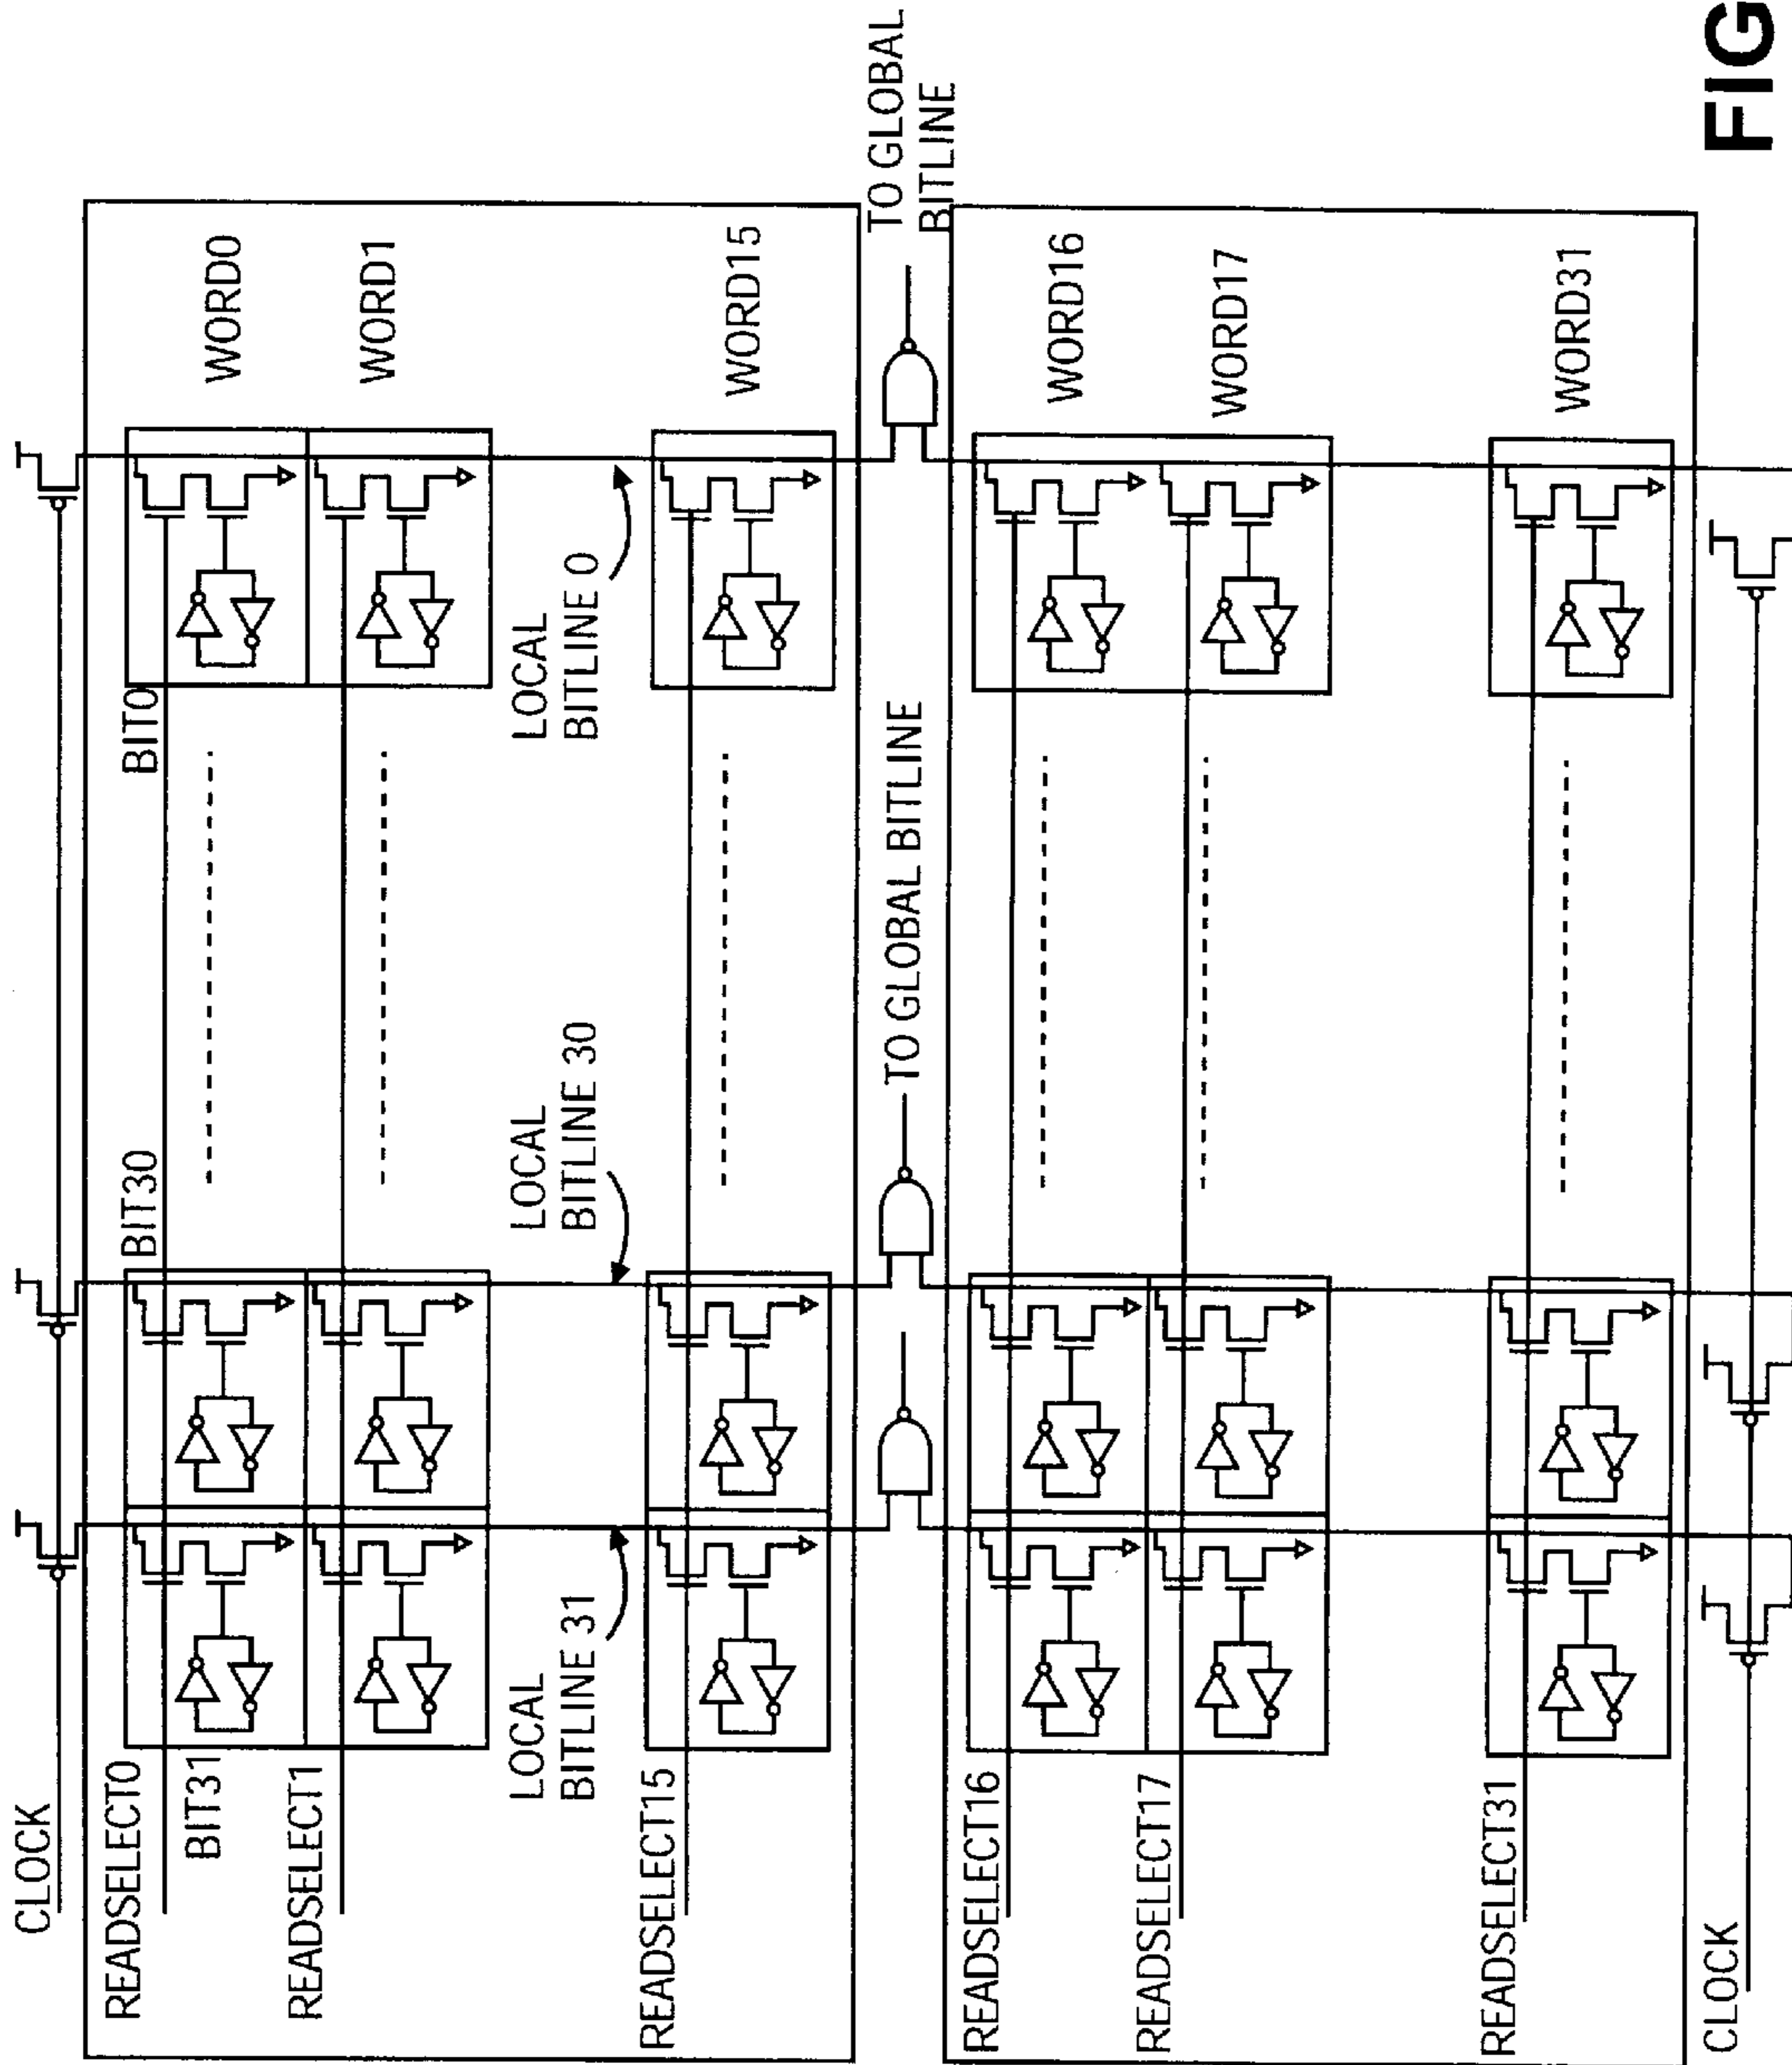 CLOCK
READSELECT0
BIT31
BIT30
BIT0
WORD0
READSELECT1
WORD1
LOCAL
BITLINE 31
LOCAL
BITLINE 30
LOCAL
BITLINE 0
READSELECT15
WORD15
TO GLOBAL BITLINE
TO GLOBAL
BITLINE
READSELECT16
WORD16
READSELECT17
WORD17
READSELECT31
WORD31
CLOCK
FIG